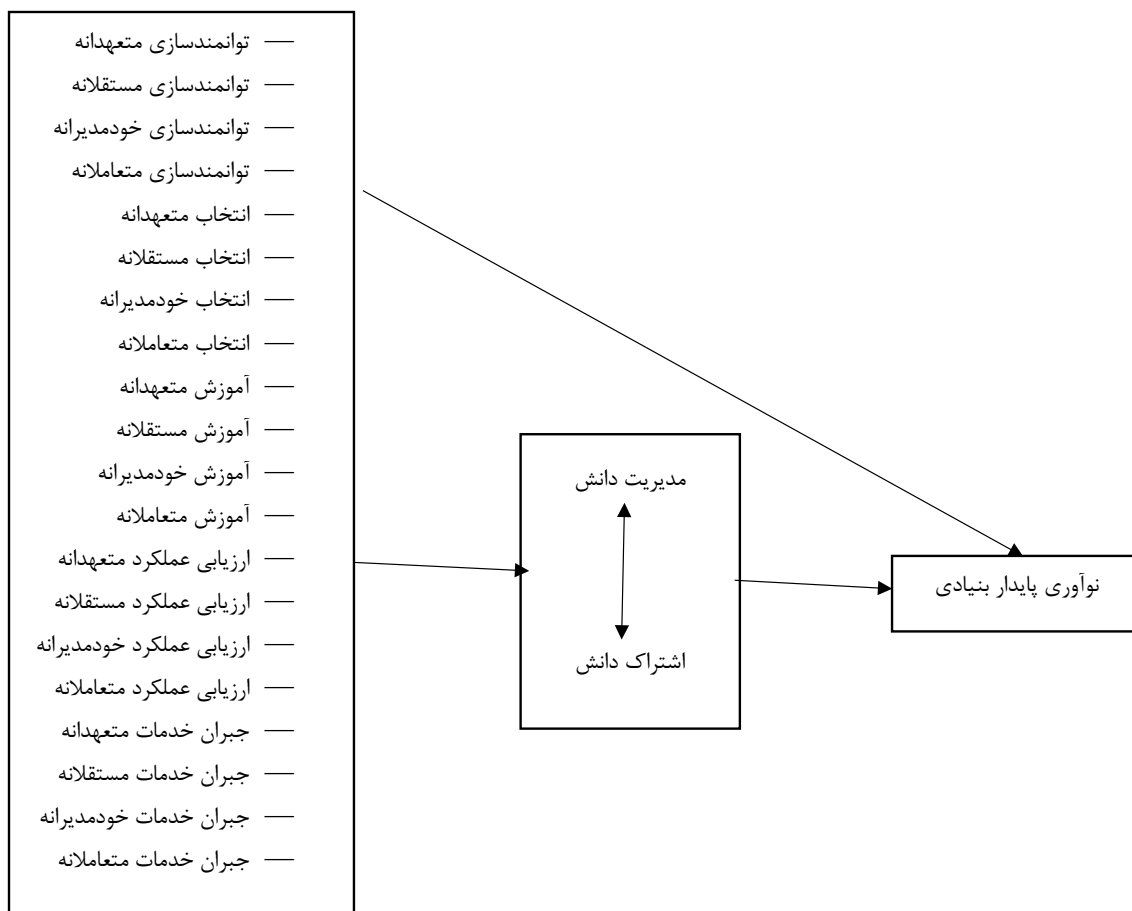 — توانمندسازی متعهدانه
— توانمندسازی مستقلانه
— توانمندسازی خودمدیرانه
— توانمندسازی متعاملانه
— انتخاب متعهدانه
— انتخاب مستقلانه
— انتخاب خودمدیرانه
— انتخاب متعاملانه
— آموزش متعهدانه
— آموزش مستقلانه
— آموزش خودمدیرانه
— آموزش متعاملانه
— ارزیابی عملکرد متعهدانه
— ارزیابی عملکرد مستقلانه
— ارزیابی عملکرد خودمدیرانه
— ارزیابی عملکرد متعاملانه
— جبران خدمات متعهدانه
— جبران خدمات مستقلانه
— جبران خدمات خودمدیرانه
— جبران خدمات متعاملانه
مدیریت دانش
اشتراک دانش
نوآوری پایدار بنیادی